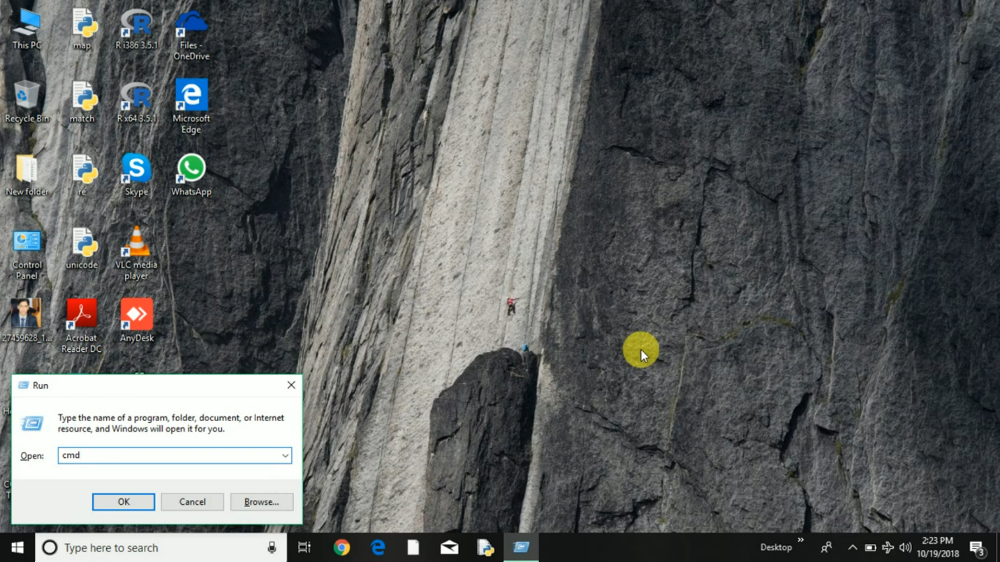 This PC
map
R i386 3.5.1
Files -
OneDrive
Recycle Bin
match
R x64 3.5.1
Microsoft
Edge
New folder
re
Skype
WhatsApp
Control
Panel
unicode
VLC media
player
27459628_1...
Acrobat
Reader DC
AnyDesk
Run
Type the name of a program, folder, document, or Internet
resource, and Windows will open it for you.
Open:
cmd
OK
Cancel
Browse...
Type here to search
Desktop
2:23 PM
10/19/2018
3